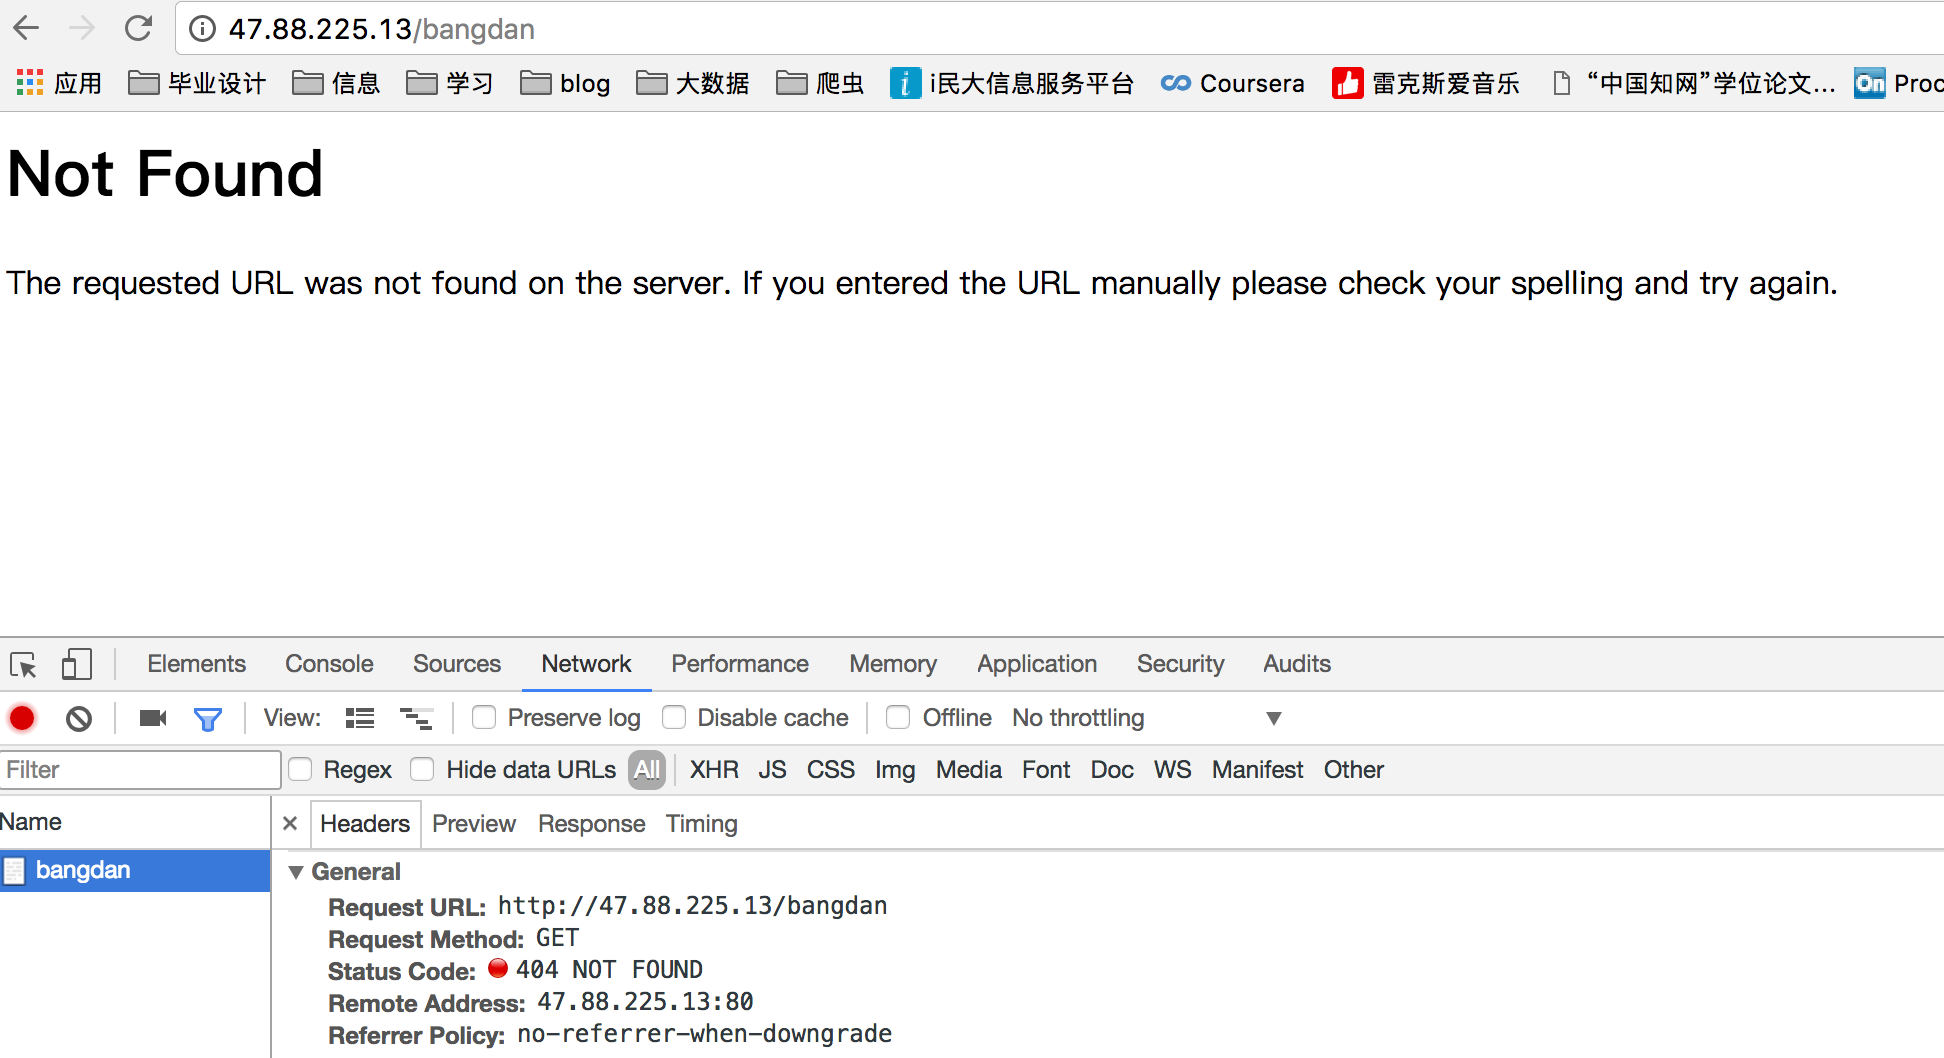 47.88.225.13/bangdan
应用 毕业设计 信息 学习 blog 大数据 爬虫 i i民大信息服务平台 Coursera 雷克斯爱音乐 “中国知网”学位论文... On Proc
Not Found
The requested URL was not found on the server. If you entered the URL manually please check your spelling and try again.
Elements Console Sources Network Performance Memory Application Security Audits
View: Preserve log Disable cache Offline No throttling
Filter Regex Hide data URLs All XHR JS CSS Img Media Font Doc WS Manifest Other
Name × Headers Preview Response Timing
bangdan General
Request URL: http://47.88.225.13/bangdan
Request Method: GET
Status Code: 404 NOT FOUND
Remote Address: 47.88.225.13:80
Referrer Policy: no-referrer-when-downgrade